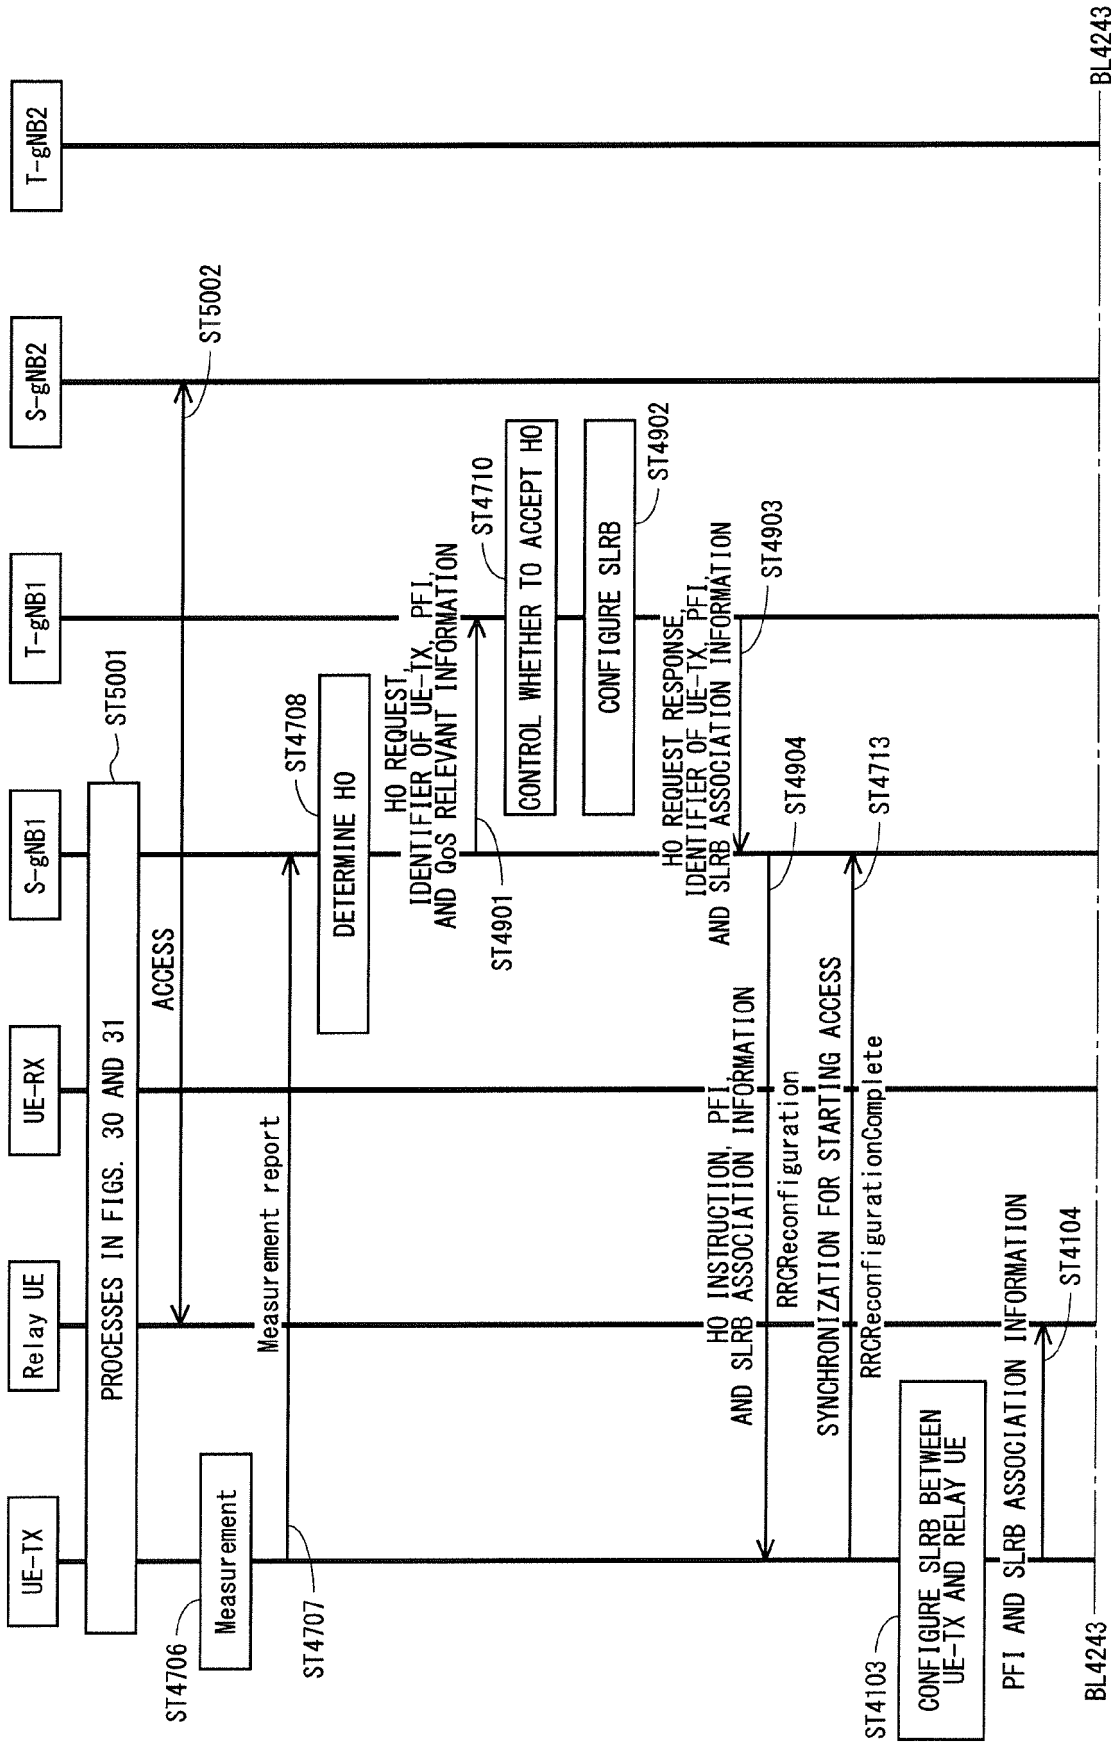 UE-TX
Relay UE
UE-RX
S-gNB1
T-gNB1
S-gNB2
T-gNB2
PROCESSES IN FIGS. 30 AND 31
ST5001
ACCESS
ST5002
ST4706
Measurement
Measurement report
ST4707
DETERMINE HO
ST4708
HO REQUEST,
IDENTIFIER OF UE-TX, PFI,
AND QoS RELEVANT INFORMATION
ST4901
CONTROL WHETHER TO ACCEPT HO
ST4710
CONFIGURE SLRB
ST4902
HO REQUEST RESPONSE,
IDENTIFIER OF UE-TX, PFI,
AND SLRB ASSOCIATION INFORMATION
ST4903
HO INSTRUCTION, PFI,
AND SLRB ASSOCIATION INFORMATION
RRCReconfiguration
ST4904
SYNCHRONIZATION FOR STARTING ACCESS
RRCReconfigurationComplete
ST4713
ST4103
CONFIGURE SLRB BETWEEN
UE-TX AND RELAY UE
PFI AND SLRB ASSOCIATION INFORMATION
ST4104
BL4243
BL4243